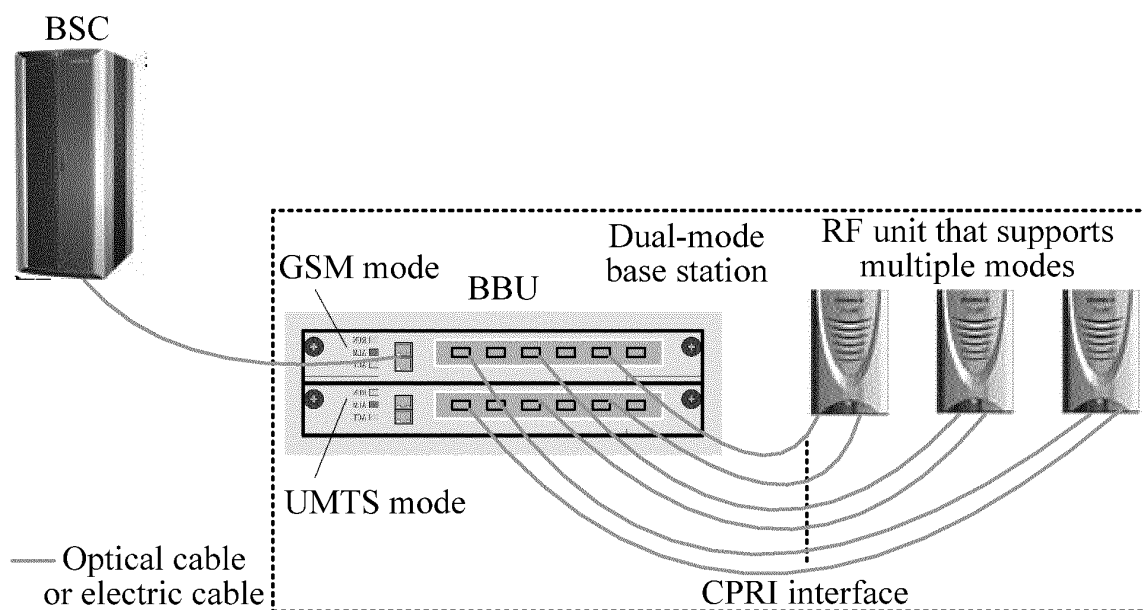 BSC
Dual-mode
base station
RF unit that supports
multiple modes
GSM mode
BBU
UMTS mode
Optical cable
or electric cable
CPRI interface